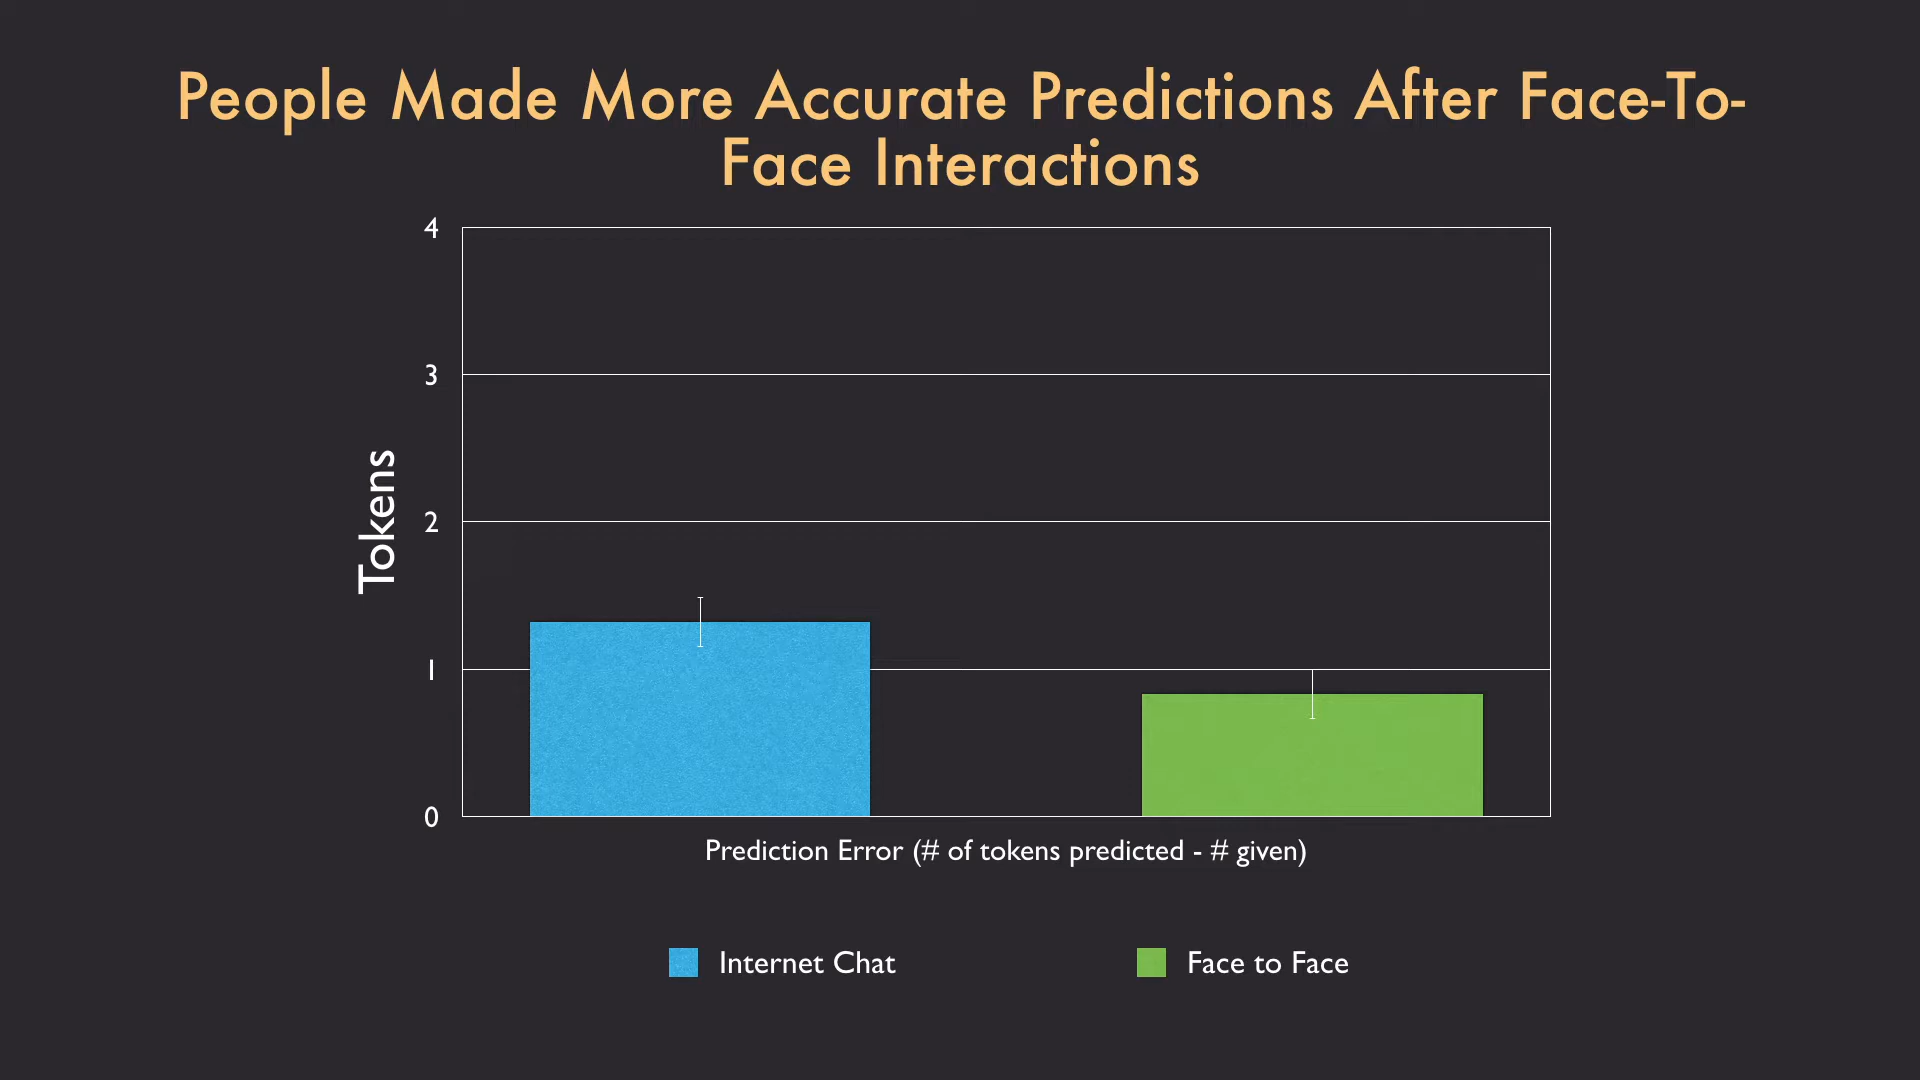 People Made More Accurate Predictions After Face-To-
Face Interactions
4
3
2
1
0
Tokens
Prediction Error (# of tokens predicted - # given)
Internet Chat
Face to Face